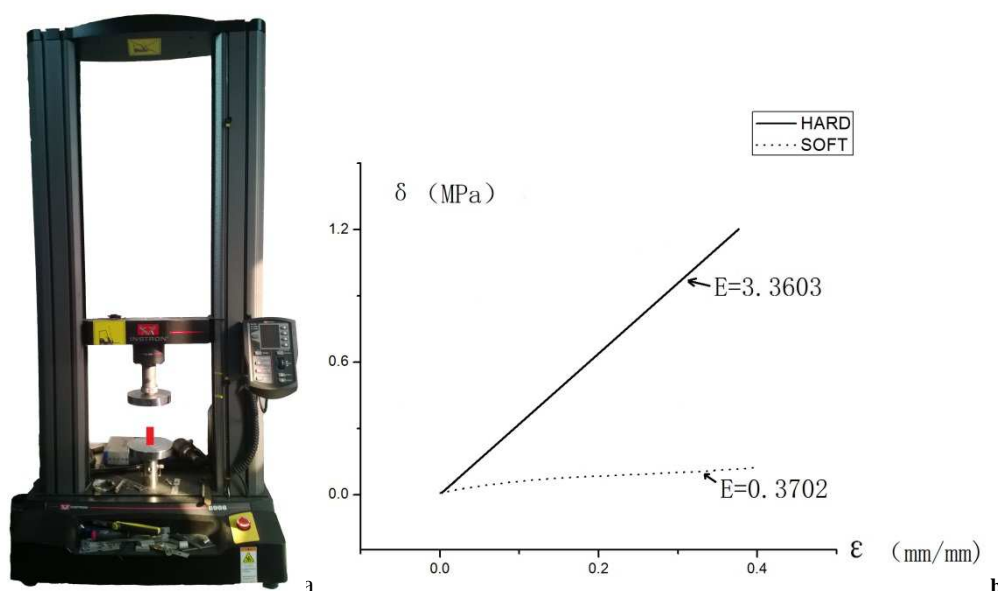 HARD
SOFT
δ (MPa)
1.2
E=3.3603
0.6
E=0.3702
0.0
ε (mm/mm)
0.0
0.2
0.4
INSTRON
a
b